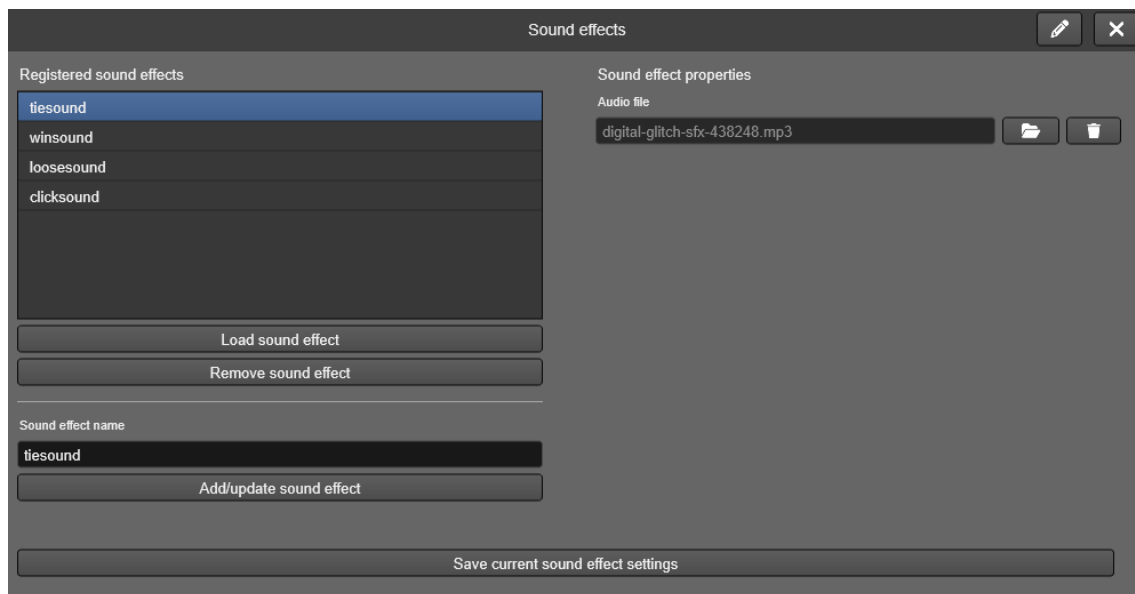 Sound effects
Registered sound effects
tiesound
winsound
loosesound
clicksound
Load sound effect
Remove sound effect
Sound effect name
tiesound
Add/update sound effect
Sound effect properties
Audio file
digital-glitch-sfx-438248.mp3
Save current sound effect settings